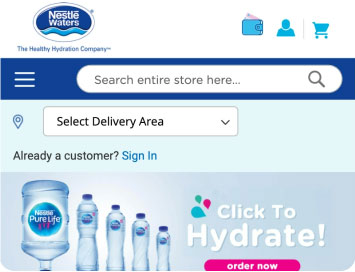 Nestlé
Waters
The Healthy Hydration Company™
Search entire store here...
Select Delivery Area
Already a customer? Sign In
Nestlé
Pure Life
Click To
Hydrate!
order now